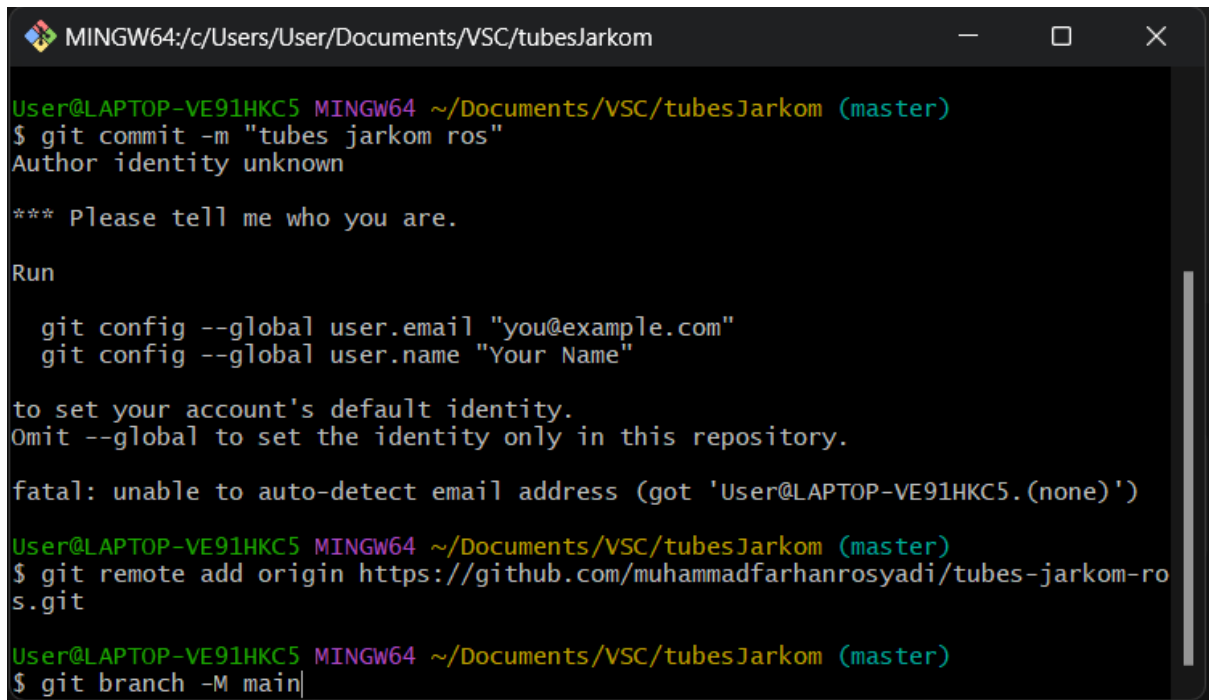 MINGW64:/c/Users/User/Documents/VSC/tubesJarkom
User@LAPTOP-VE91HKC5 MINGW64 ~/Documents/VSC/tubesJarkom (master)
$ git commit -m "tubes jarkom ros"
Author identity unknown
*** Please tell me who you are.
Run
  git config --global user.email "you@example.com"
  git config --global user.name "Your Name"
to set your account's default identity.
Omit --global to set the identity only in this repository.
fatal: unable to auto-detect email address (got 'User@LAPTOP-VE91HKC5.(none)')
User@LAPTOP-VE91HKC5 MINGW64 ~/Documents/VSC/tubesJarkom (master)
$ git remote add origin https://github.com/muhammadfarhanrosyadi/tubes-jarkom-ro
s.git
User@LAPTOP-VE91HKC5 MINGW64 ~/Documents/VSC/tubesJarkom (master)
$ git branch -M main